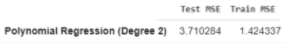 Test MSE Train MSE
Polynomial Regression (Degree 2) 3.710284 1.424337